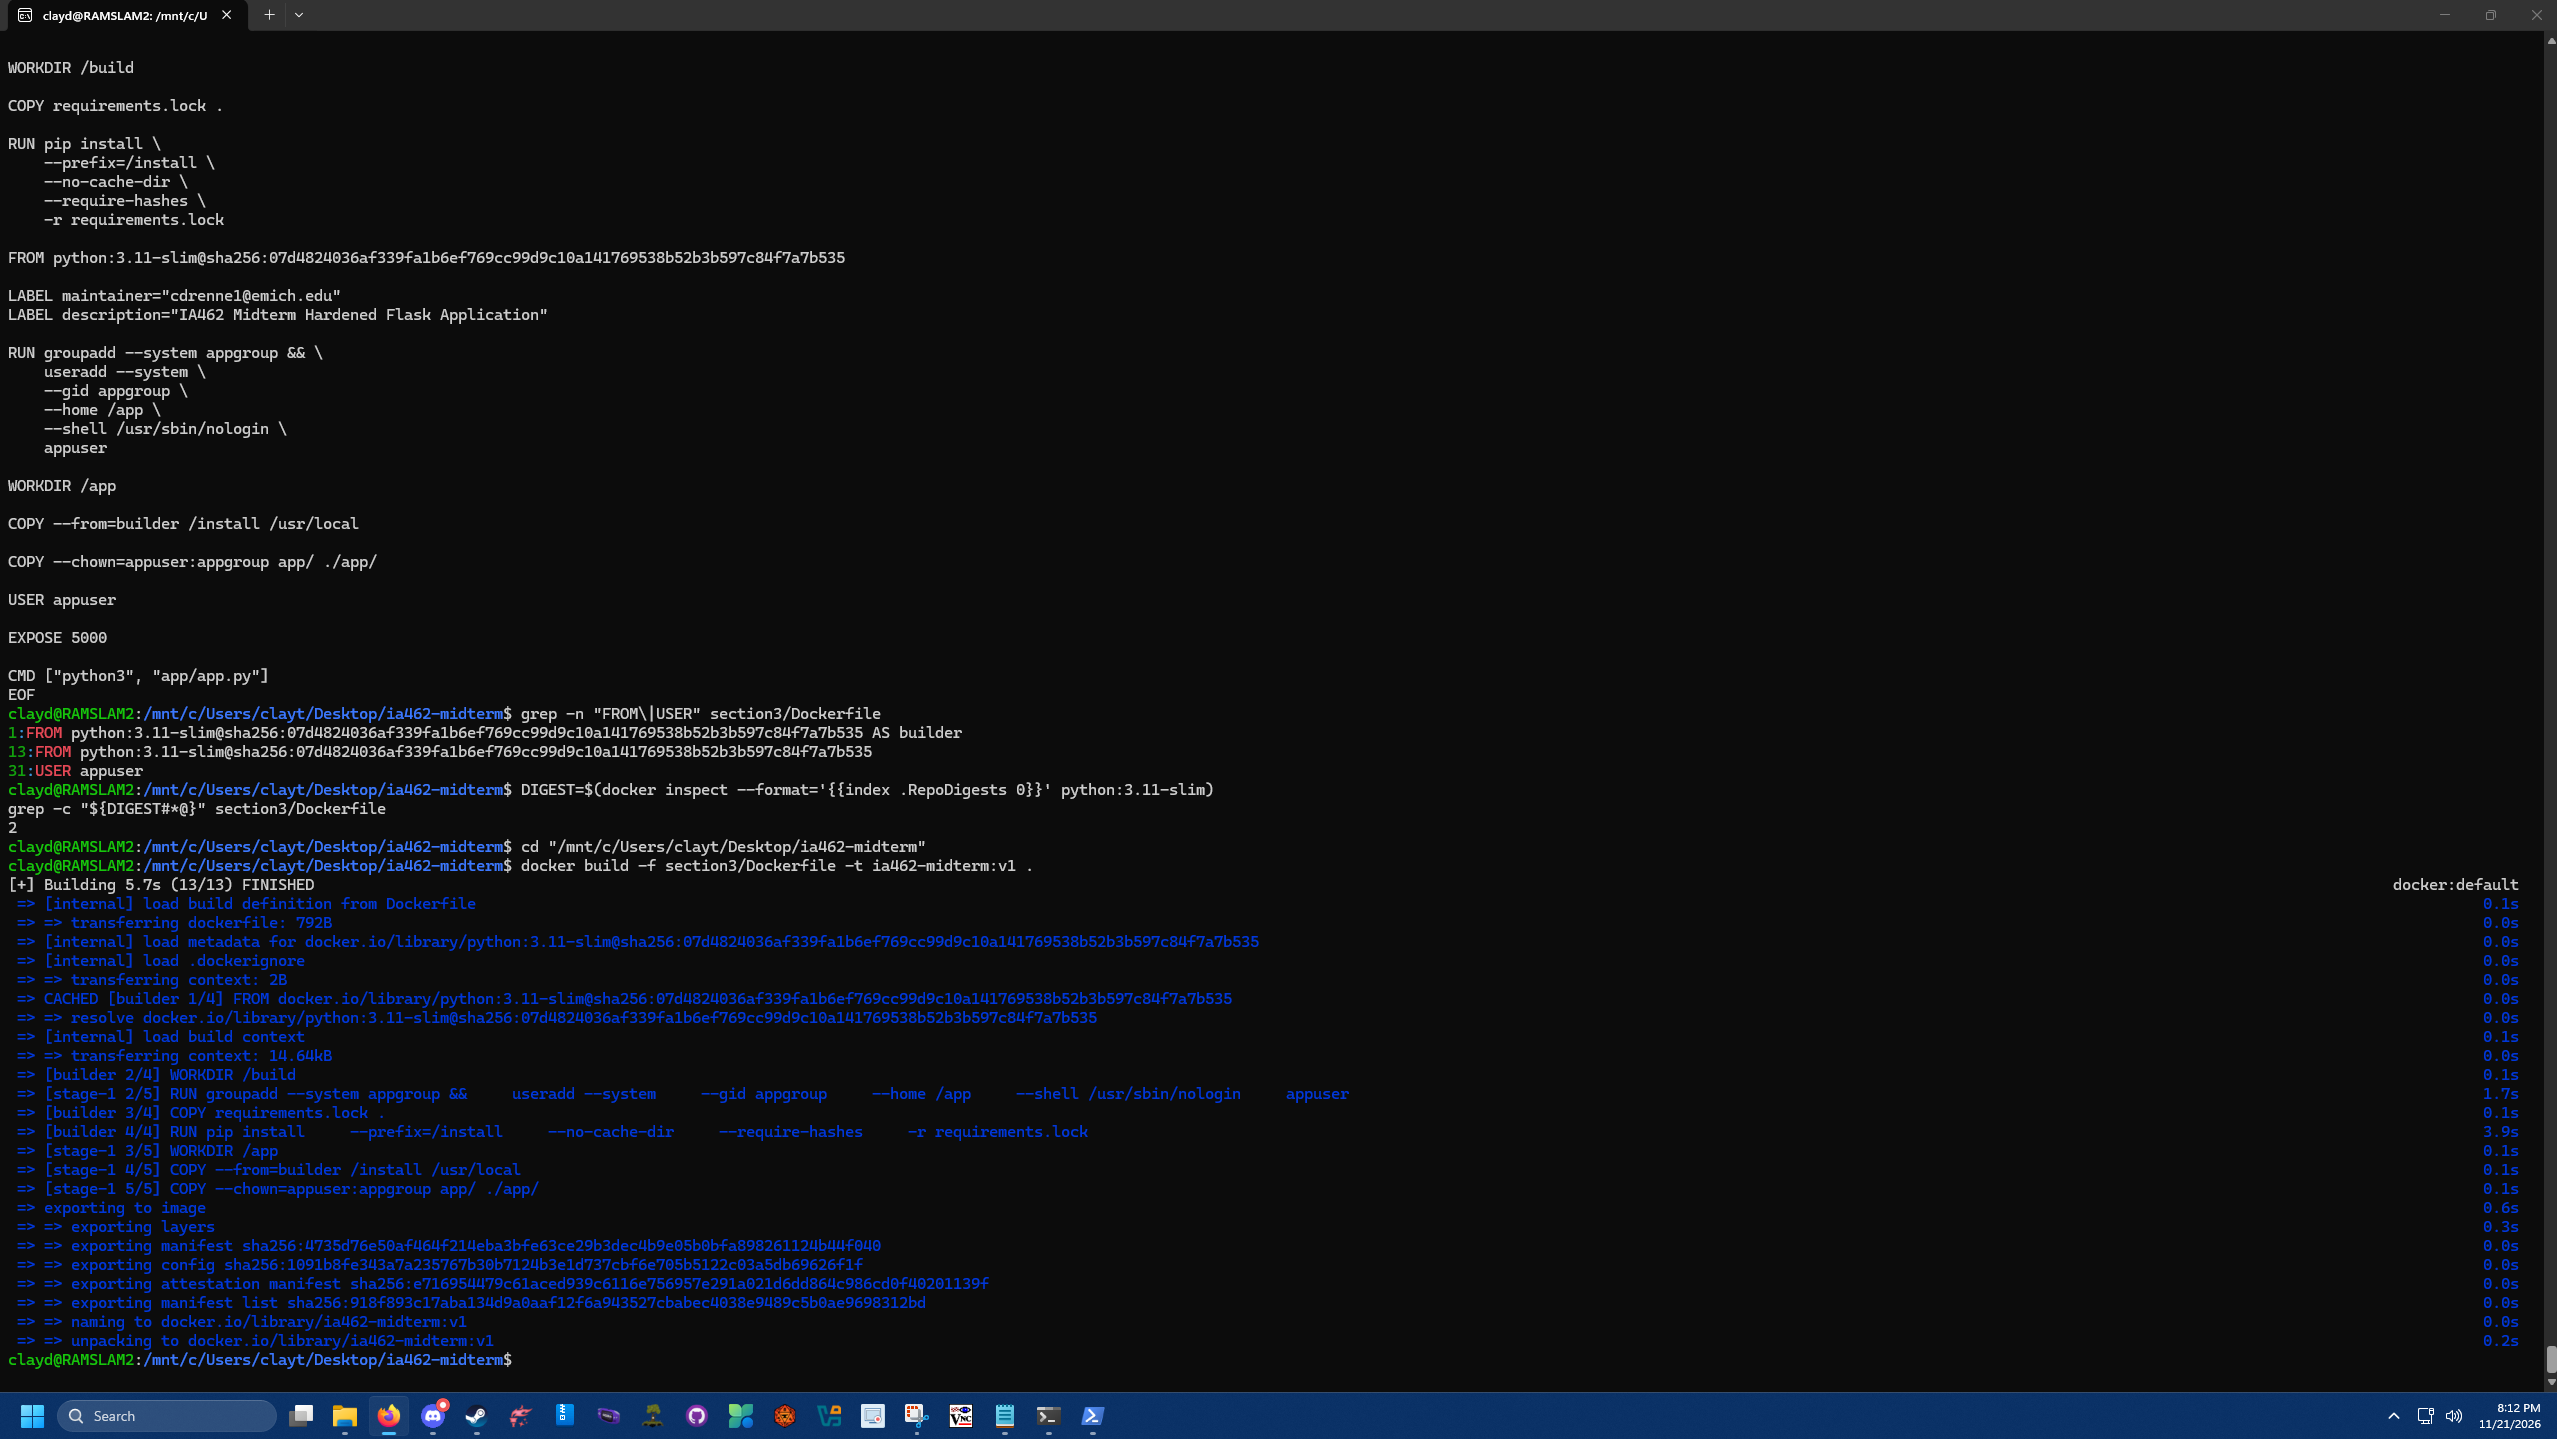 clayd@RAMSLAM2: /mnt/c/U
WORKDIR /build
COPY requirements.lock .
RUN pip install \
    --prefix=/install \
    --no-cache-dir \
    --require-hashes \
    -r requirements.lock
FROM python:3.11-slim@sha256:07d4824036af339fa1b6ef769cc99d9c10a141769538b52b3b597c84f7a7b535
LABEL maintainer="cdrenne1@emich.edu"
LABEL description="IA462 Midterm Hardened Flask Application"
RUN groupadd --system appgroup && \
    useradd --system \
    --gid appgroup \
    --home /app \
    --shell /usr/sbin/nologin \
    appuser
WORKDIR /app
COPY --from=builder /install /usr/local
COPY --chown=appuser:appgroup app/ ./app/
USER appuser
EXPOSE 5000
CMD ["python3", "app/app.py"]
EOF
clayd@RAMSLAM2:/mnt/c/Users/clayt/Desktop/ia462-midterm$ grep -n "FROM\|USER" section3/Dockerfile
1:FROM python:3.11-slim@sha256:07d4824036af339fa1b6ef769cc99d9c10a141769538b52b3b597c84f7a7b535 AS builder
13:FROM python:3.11-slim@sha256:07d4824036af339fa1b6ef769cc99d9c10a141769538b52b3b597c84f7a7b535
31:USER appuser
clayd@RAMSLAM2:/mnt/c/Users/clayt/Desktop/ia462-midterm$ DIGEST=$(docker inspect --format='{{index .RepoDigests 0}}' python:3.11-slim)
grep -c "${DIGEST#*@}" section3/Dockerfile
2
clayd@RAMSLAM2:/mnt/c/Users/clayt/Desktop/ia462-midterm$ cd "/mnt/c/Users/clayt/Desktop/ia462-midterm"
clayd@RAMSLAM2:/mnt/c/Users/clayt/Desktop/ia462-midterm$ docker build -f section3/Dockerfile -t ia462-midterm:v1 .
[+] Building 5.7s (13/13) FINISHED docker:default
 => [internal] load build definition from Dockerfile 0.1s
 => => transferring dockerfile: 792B 0.0s
 => [internal] load metadata for docker.io/library/python:3.11-slim@sha256:07d4824036af339fa1b6ef769cc99d9c10a141769538b52b3b597c84f7a7b535 0.0s
 => [internal] load .dockerignore 0.0s
 => => transferring context: 2B 0.0s
 => CACHED [builder 1/4] FROM docker.io/library/python:3.11-slim@sha256:07d4824036af339fa1b6ef769cc99d9c10a141769538b52b3b597c84f7a7b535 0.0s
 => => resolve docker.io/library/python:3.11-slim@sha256:07d4824036af339fa1b6ef769cc99d9c10a141769538b52b3b597c84f7a7b535 0.0s
 => [internal] load build context 0.1s
 => => transferring context: 14.64kB 0.0s
 => [builder 2/4] WORKDIR /build 0.1s
 => [stage-1 2/5] RUN groupadd --system appgroup &&     useradd --system     --gid appgroup     --home /app     --shell /usr/sbin/nologin     appuser 1.7s
 => [builder 3/4] COPY requirements.lock . 0.1s
 => [builder 4/4] RUN pip install     --prefix=/install     --no-cache-dir     --require-hashes     -r requirements.lock 3.9s
 => [stage-1 3/5] WORKDIR /app 0.1s
 => [stage-1 4/5] COPY --from=builder /install /usr/local 0.1s
 => [stage-1 5/5] COPY --chown=appuser:appgroup app/ ./app/ 0.1s
 => exporting to image 0.6s
 => => exporting layers 0.3s
 => => exporting manifest sha256:4735d76e50af464f214eba3bfe63ce29b3dec4b9e05b0bfa898261124b44f040 0.0s
 => => exporting config sha256:1091b8fe343a7a235767b30b7124b3e1d737cbf6e705b5122c03a5db69626f1f 0.0s
 => => exporting attestation manifest sha256:e716954479c61aced939c6116e756957e291a021d6dd864c986cd0f40201139f 0.0s
 => => exporting manifest list sha256:918f893c17aba134d9a0aaf12f6a943527cbabec4038e9489c5b0ae9698312bd 0.0s
 => => naming to docker.io/library/ia462-midterm:v1 0.0s
 => => unpacking to docker.io/library/ia462-midterm:v1 0.2s
clayd@RAMSLAM2:/mnt/c/Users/clayt/Desktop/ia462-midterm$
Search
VNC
8:12 PM
11/21/2026